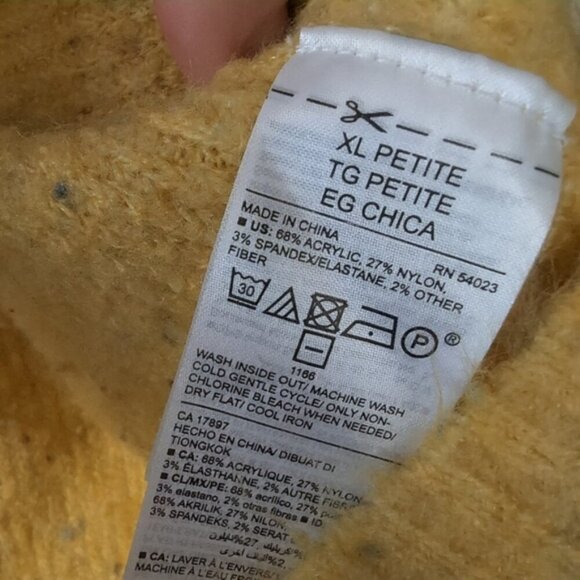 XL PETITE
TG PETITE
EG CHICA
MADE IN CHINA RN 54023
■ US: 68% ACRYLIC, 27% NYLON,
3% SPANDEX/ELASTANE, 2% OTHER
FIBER
30 P ®
1166
WASH INSIDE OUT/ MACHINE WASH
COLD GENTLE CYCLE/ ONLY NON-
CHLORINE BLEACH WHEN NEEDED/
DRY FLAT/ COOL IRON
CA 17897
HECHO EN CHINA/ DIBUAT DI
TIONGKOK
■ CA: 68% ACRYLIQUE, 27% NYLON,
3% ÉLASTHANNE, 2% AUTRE FIBRE
■ CL/MX/PE: 68% acrílico, 27%
3% elastano, 2% otras fibras ■ ID
68% AKRILIK, 27% NILON,
3% SPANDEKS, 2% SERAT
■ CA: LAVER À L'ENVERS/
MACHINE À L'EAU